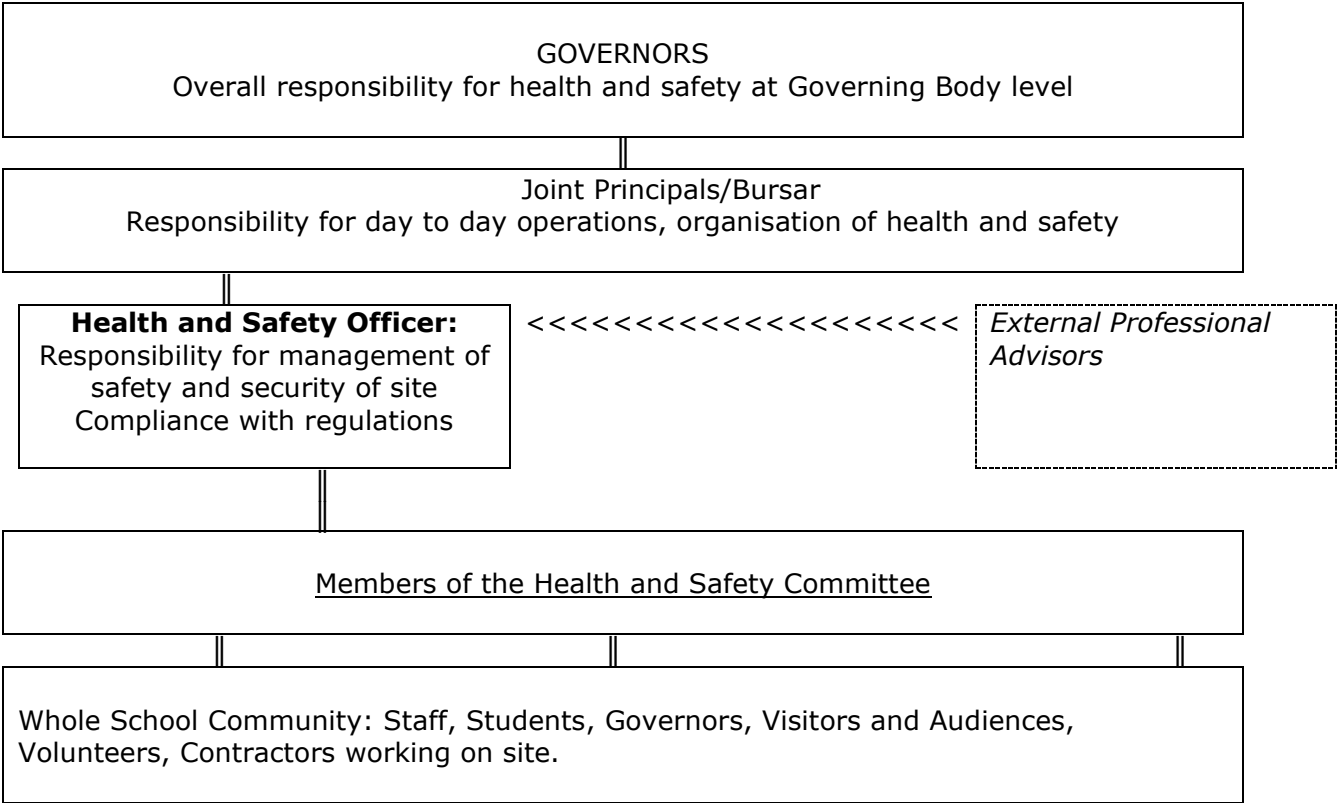 GOVERNORS
Overall responsibility for health and safety at Governing Body level
Joint Principals/Bursar
Responsibility for day to day operations, organisation of health and safety
Health and Safety Officer:
Responsibility for management of
safety and security of site
Compliance with regulations
<<<<<<<<<<<<<<<<<<<<
External Professional
Advisors
Members of the Health and Safety Committee
Whole School Community: Staff, Students, Governors, Visitors and Audiences,
Volunteers, Contractors working on site.